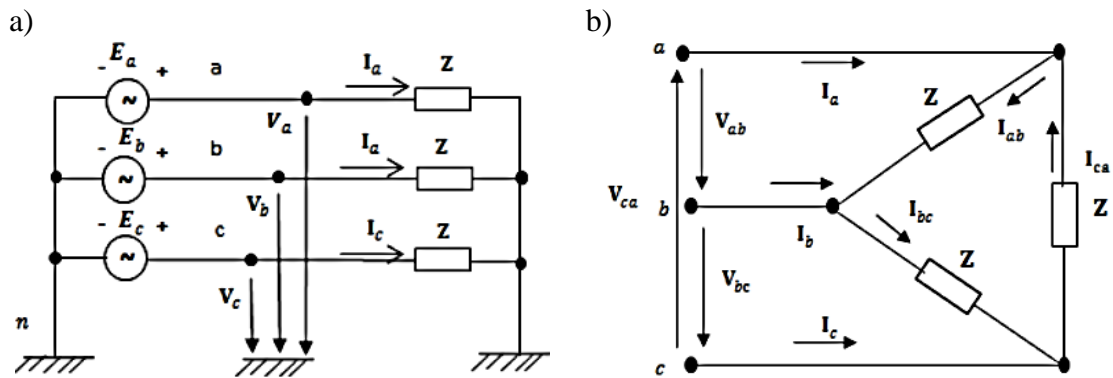 a)
b)
- E_a + a I_a Z
V_a
- E_b + b I_a Z
V_b
- E_c + c I_c Z
V_c
n
a
I_a
Z
V_ab
I_ab
I_ca
V_ca
b
I_b
I_bc
Z
Z
V_bc
I_c
c